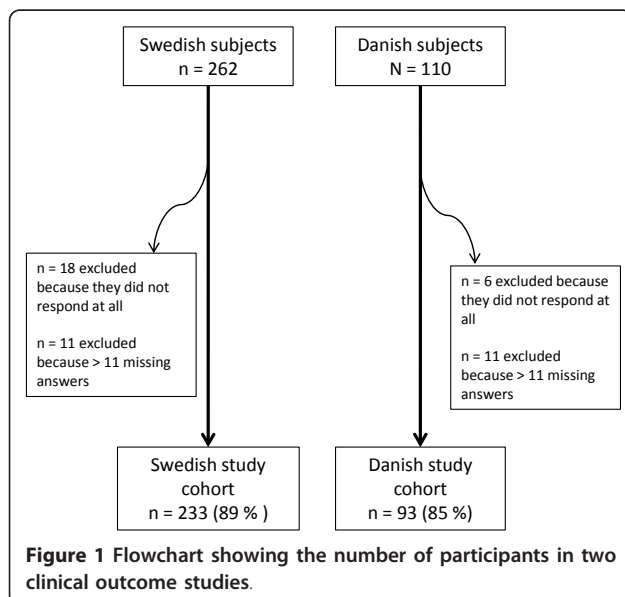 Swedish subjects
n = 262
Danish subjects
N = 110
n = 18 excluded
because they did not
respond at all
n = 11 excluded
because > 11 missing
answers
n = 6 excluded because
they did not respond at
all
n = 11 excluded
because > 11 missing
answers
Swedish study
cohort
n = 233 (89 % )
Danish study
cohort
n = 93 (85 %)
Figure 1 Flowchart showing the number of participants in two
clinical outcome studies.